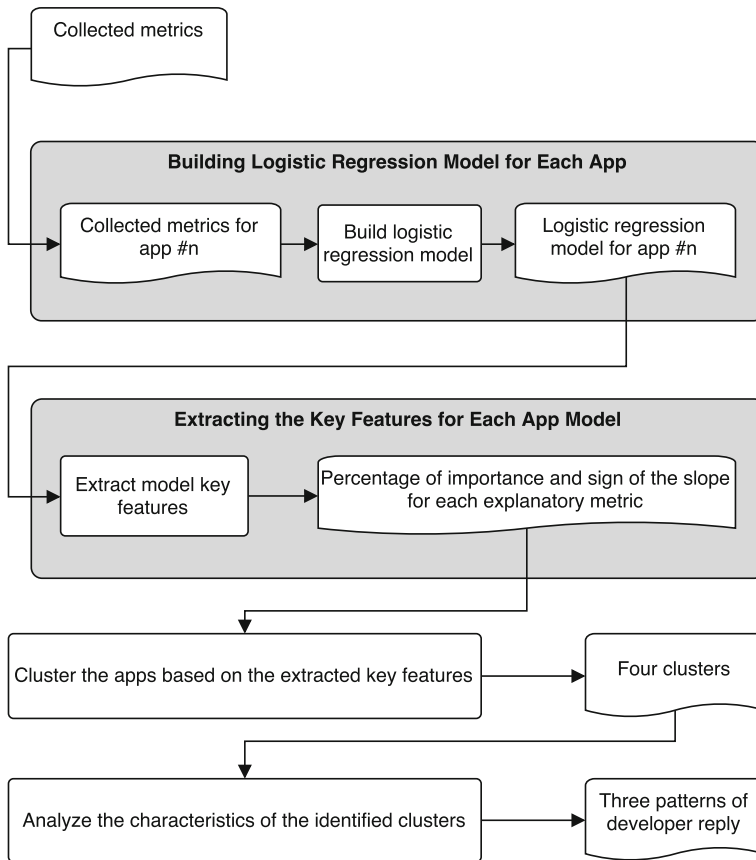 Collected metrics
Building Logistic Regression Model for Each App
Collected metrics for
app #n
Build logistic
regression model
Logistic regression
model for app #n
Extracting the Key Features for Each App Model
Extract model key
features
Percentage of importance and sign of the slope
for each explanatory metric
Cluster the apps based on the extracted key features
Four clusters
Analyze the characteristics of the identified clusters
Three patterns of
developer reply